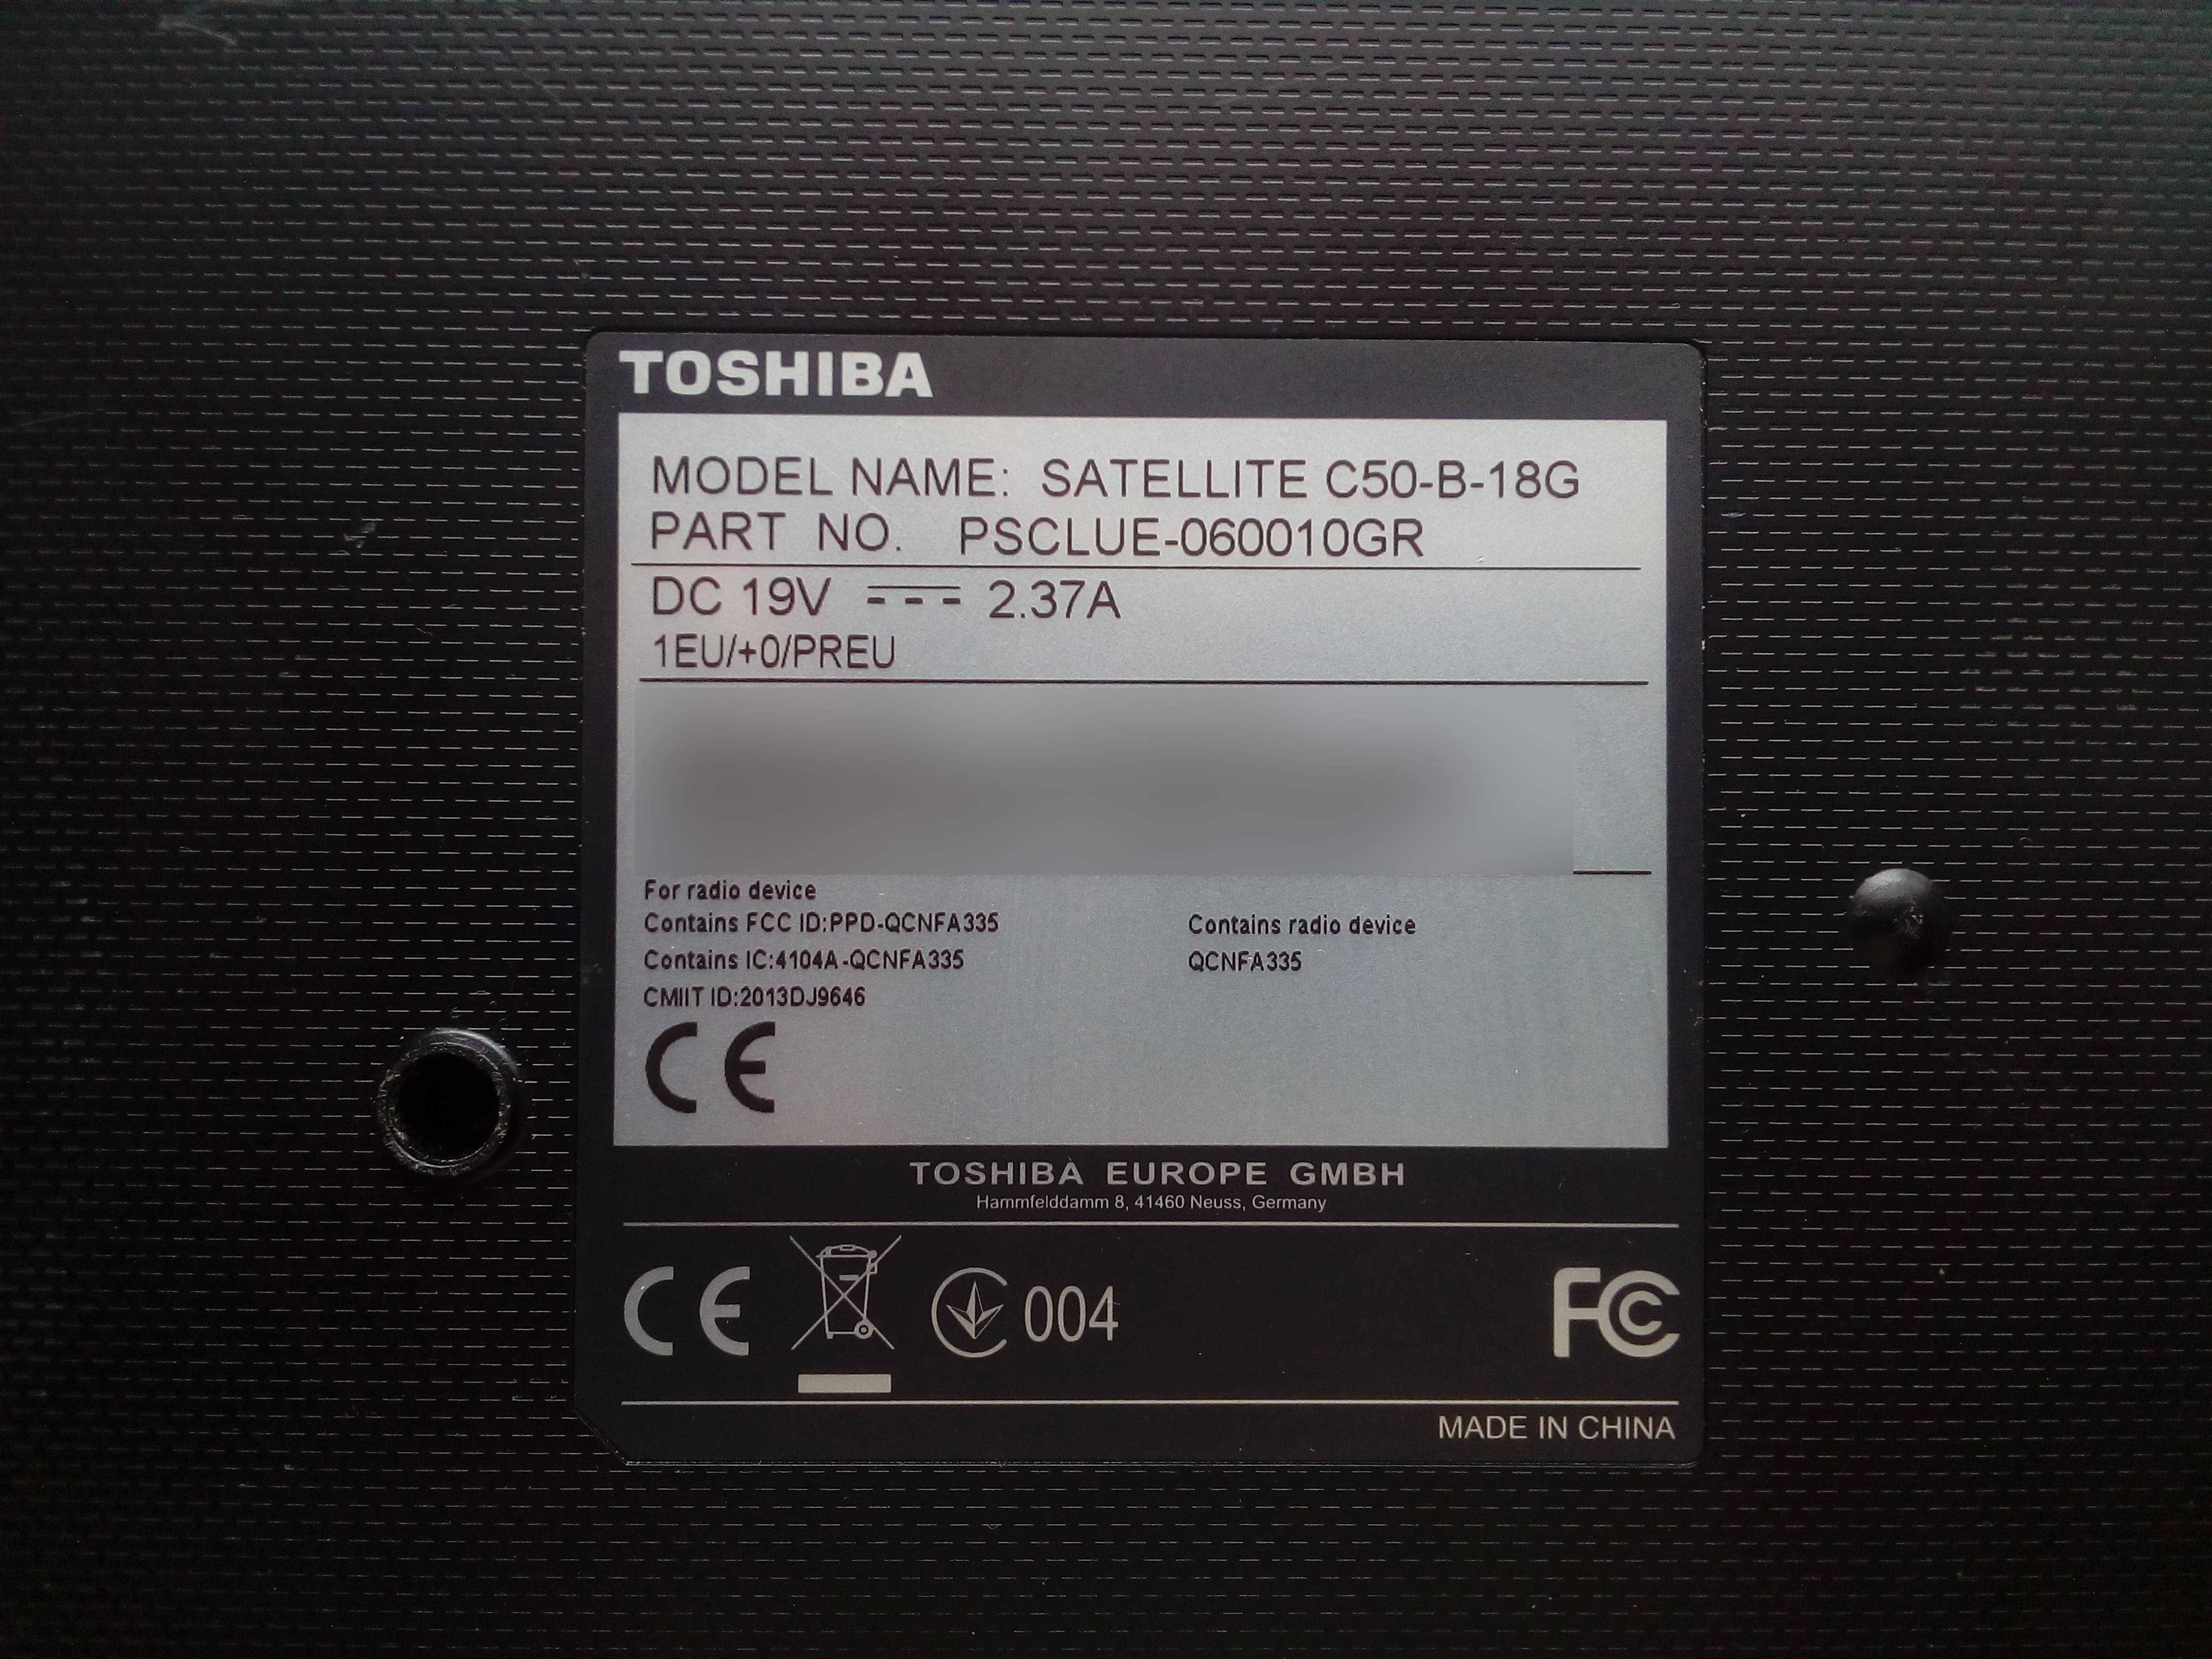 TOSHIBA
MODEL NAME: SATELLITE C50-B-18G
PART NO. PSCLUE-060010GR
DC 19V 2.37A
1EU/+0/PREU
For radio device
Contains FCC ID:PPD-QCNFA335
Contains IC:4104A-QCNFA335
CMIIT ID:2013DJ9646
Contains radio device
QCNFA335
CE
TOSHIBA EUROPE GMBH
Hammfelddamm 8, 41460 Neuss, Germany
CE 004 FC
MADE IN CHINA